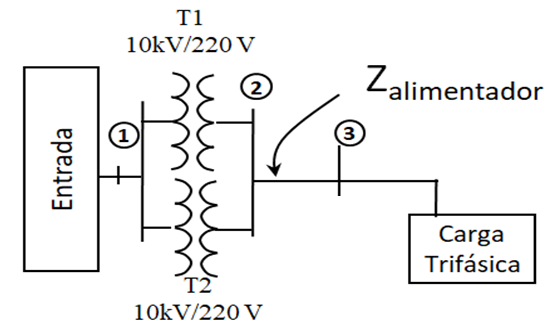 T1
10kV/220 V
Entrada
1
2
Zalimentador
3
Carga
Trifásica
T2
10kV/220 V